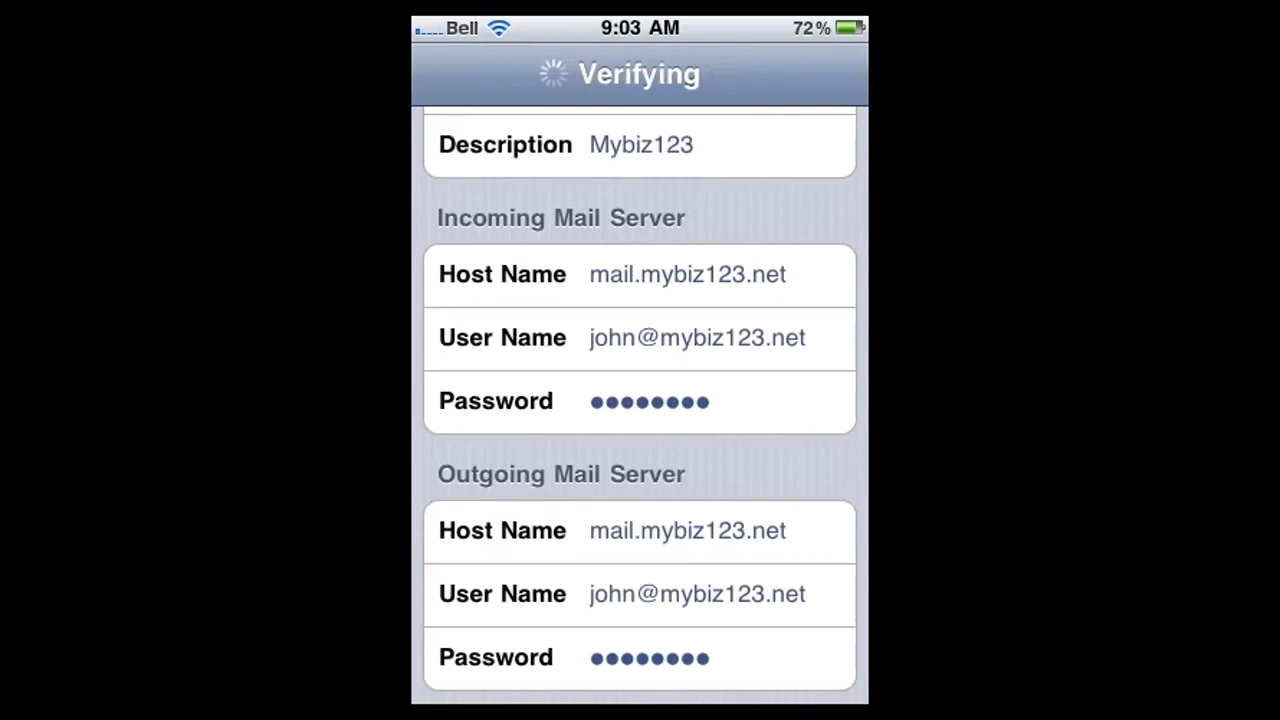 Bell 9:03 AM 72%
Verifying
Description Mybiz123
Incoming Mail Server
Host Name mail.mybiz123.net
User Name john@mybiz123.net
Password ●●●●●●●●
Outgoing Mail Server
Host Name mail.mybiz123.net
User Name john@mybiz123.net
Password ●●●●●●●●